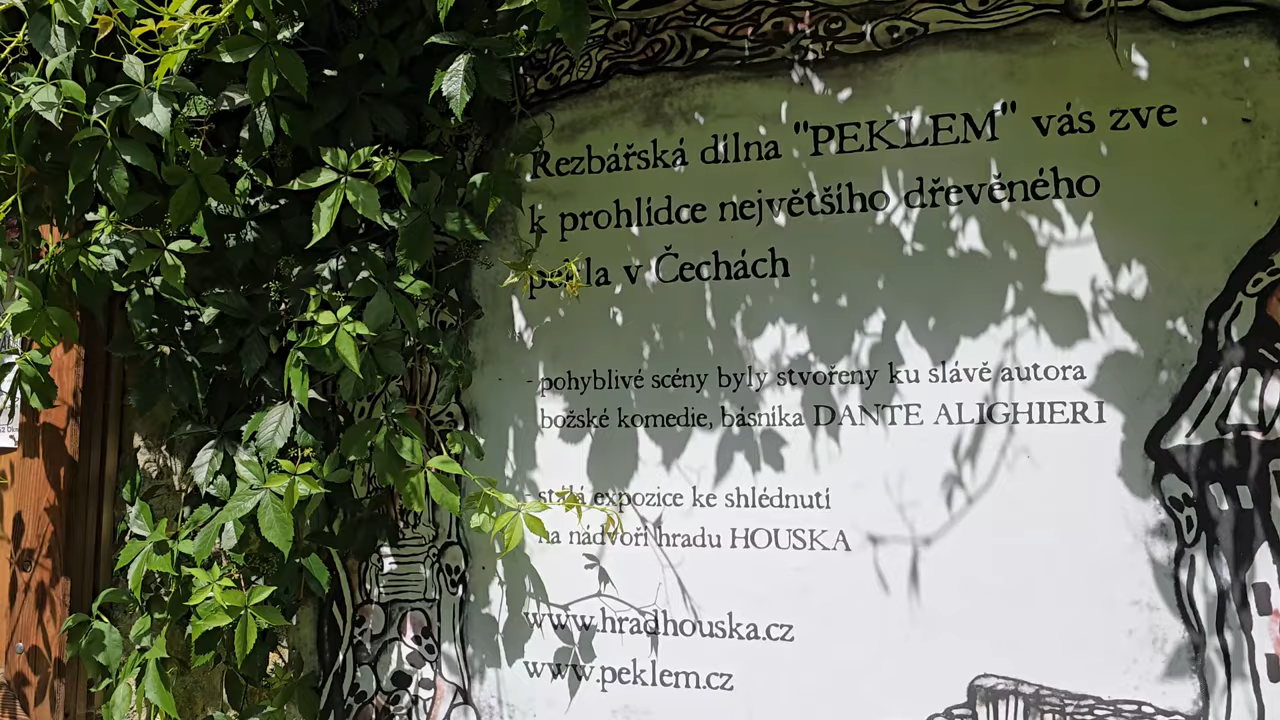 Rezbářská dílna "PEKLEM" vás zve
k prohlídce největšího dřevěného
pekla v Čechách
- pohyblivé scény byly stvořeny ku slávě autora
božské komedie, básníka DANTE ALIGHIERI
- stálá expozice ke shlédnutí
na nádvoří hradu HOUSKA
www.hradhouska.cz
www.peklem.cz